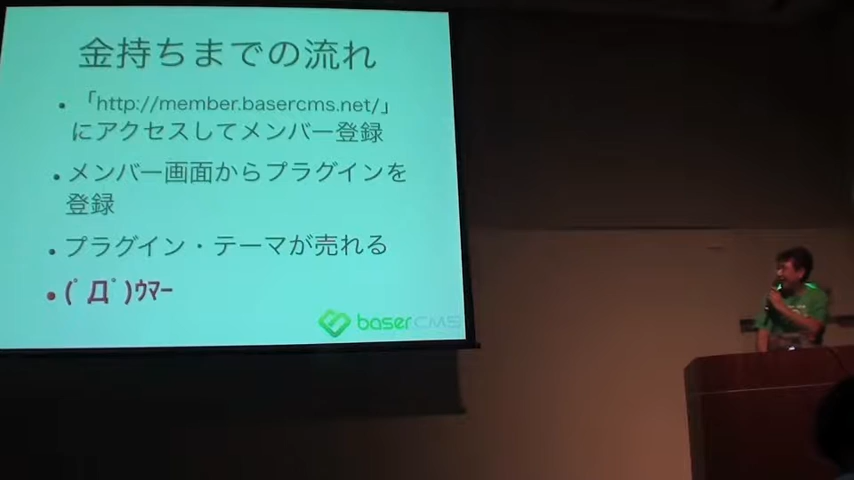 金持ちまでの流れ
• 「http://member.basercms.net/」
にアクセスしてメンバー登録
• メンバー画面からプラグインを
登録
• プラグイン・テーマが売れる
• (ﾟДﾟ)ｳﾏｰ
baserCMS